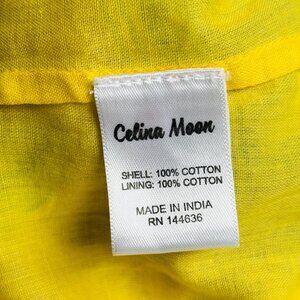 Celina Moon
SHELL: 100% COTTON
LINING: 100% COTTON
MADE IN INDIA
RN 144636